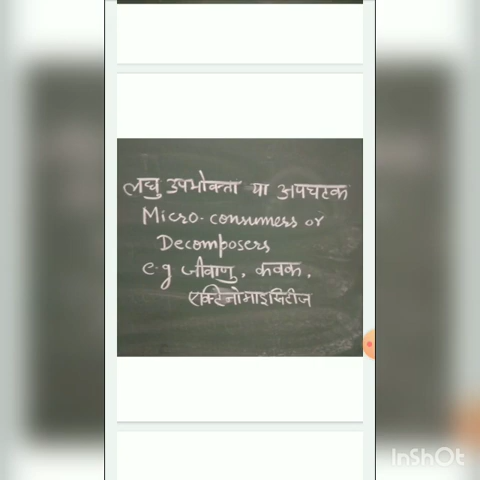 लघु उपभोक्ता या अपघटक
Micro-consumers or
Decomposers
e.g जीवाणु, कवक,
एक्टिनोमाइसिटीज
InShOt